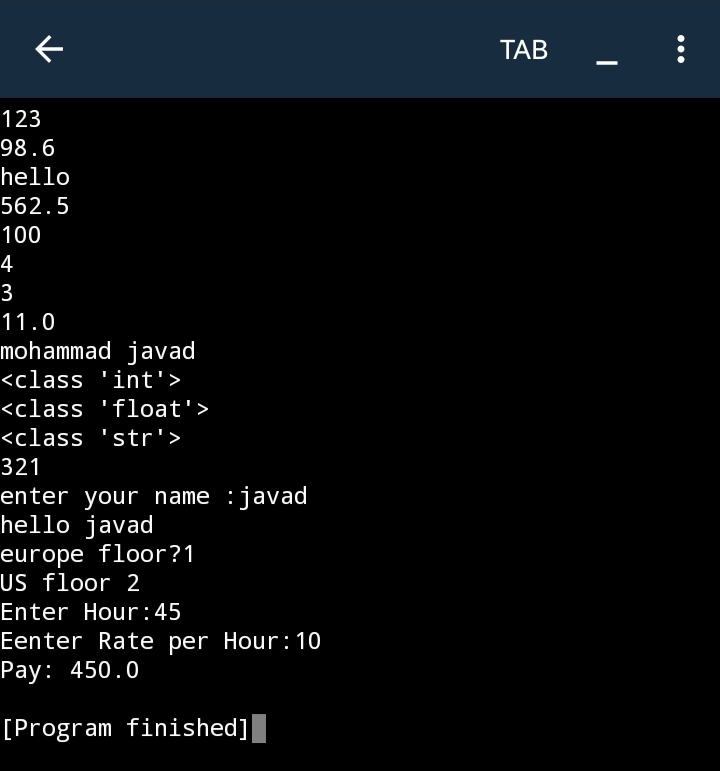 TAB _
123
98.6
hello
562.5
100
4
3
11.0
mohammad javad
<class 'int'>
<class 'float'>
<class 'str'>
321
enter your name :javad
hello javad
europe floor?1
US floor 2
Enter Hour:45
Eenter Rate per Hour:10
Pay: 450.0
[Program finished]